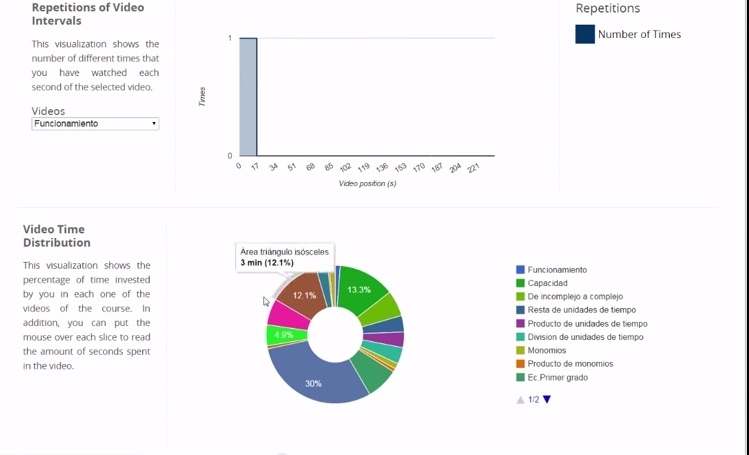 Repetitions of Video
Intervals
This visualization shows the
number of different times that
you have watched each
second of the selected video.
Videos
Funcionamiento
1
Times
0
0 17 34 51 68 85 102 119 136 153 170 187 204 221
Video position (s)
Repetitions
Number of Times
Video Time
Distribution
This visualization shows the
percentage of time invested
by you in each one of the
videos of the course. In
addition, you can put the
mouse over each slice to read
the amount of seconds spent
in the video.
Área triángulo isósceles
3 min (12.1%)
13.3%
12.1%
4.9%
30%
Funcionamiento
Capacidad
De incomplejo a complejo
Resta de unidades de tiempo
Producto de unidades de tiempo
Division de unidades de tiempo
Monomios
Producto de monomios
Ec.Primer grado
1/2